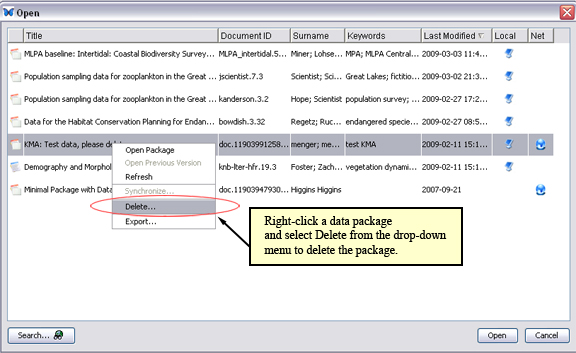 Open
Title Document ID Surname Keywords Last Modified Local Net
MLPA baseline: Intertidal: Coastal Biodiversity Survey... MLPA_intertidal.5... Miner; Lohse... MPA; MLPA Central... 2009-03-03 11:4...
Population sampling data for zooplankton in the Great ... jscientist.7.3 Scientist; Sci... Great Lakes; fictitio... 2009-03-02 21:3...
Population sampling data for zooplankton in the Great ... kanderson.3.2 Hope; Scientist population survey; ... 2009-02-27 17:2...
Data for the Habitat Conservation Planning for Endan... bowdish.3.32 Regetz; Ruc... endangered specie... 2009-02-27 08:2...
KMA: Test data, please de doc.11903991258... menger; me... test KMA 2009-02-11 15:1...
Demography and Morphol knb-lter-hfr.19.3 Foster; Zach... vegetation dynami... 2009-02-11 15:1...
Minimal Package with Data doc.11903947930... Higgins Higgins 2007-09-21
Open Package
Open Previous Version
Refresh
Synchronize...
Delete...
Export...
Right-click a data package
and select Delete from the drop-down
menu to delete the package.
Search... Open Cancel